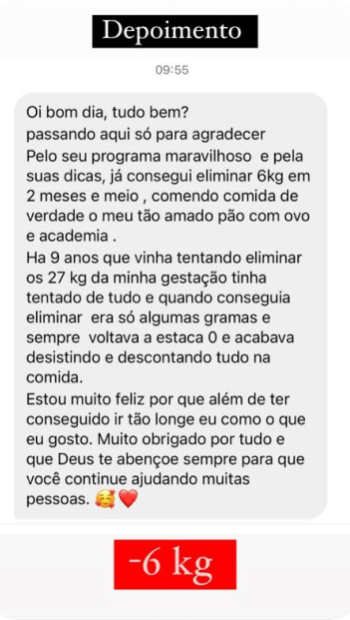 Depoimento
09:55
Oi bom dia, tudo bem?
passando aqui só para agradecer
Pelo seu programa maravilhoso e pela
suas dicas, já consegui eliminar 6kg em
2 meses e meio , comendo comida de
verdade o meu tão amado pão com ovo
e academia .
Ha 9 anos que vinha tentando eliminar
os 27 kg da minha gestação tinha
tentado de tudo e quando conseguia
eliminar era só algumas gramas e
sempre voltava a estaca 0 e acabava
desistindo e descontando tudo na
comida.
Estou muito feliz por que além de ter
conseguido ir tão longe eu como o que
eu gosto. Muito obrigado por tudo e
que Deus te abençoe sempre para que
você continue ajudando muitas
pessoas. 🥰❤️
-6 kg